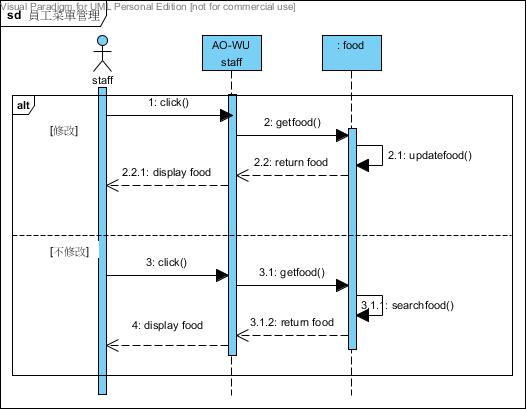 Visual Paradigm for UML Personal Edition [not for commercial use]
sd 員工菜單管理
staff
AO-WU
staff
: food
alt
[修改]
1: click()
2: getfood()
2.1: updatefood()
2.2: return food
2.2.1: display food
[不修改]
3: click()
3.1: getfood()
3.1.1: searchfood()
3.1.2: return food
4: display food